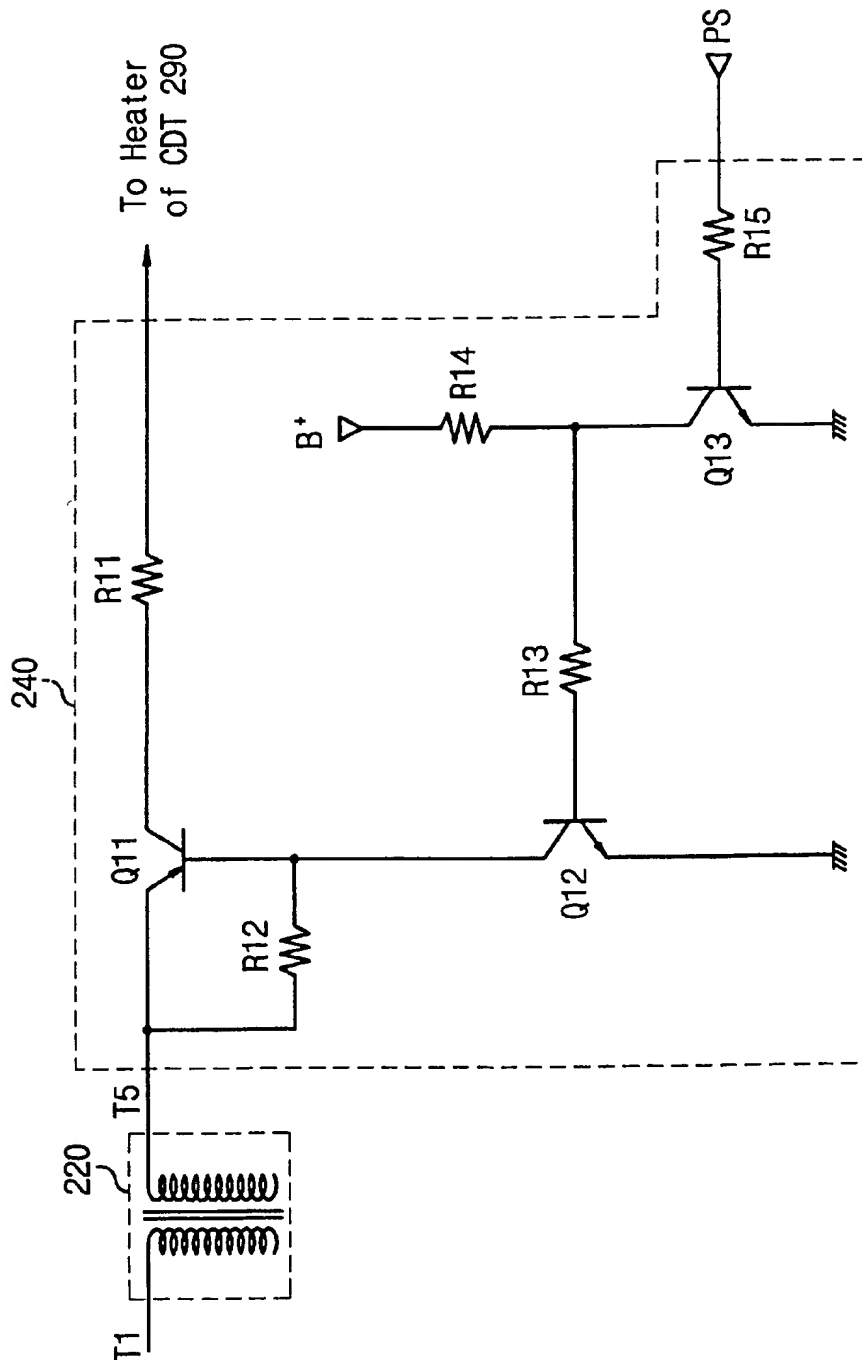 T1
220
T5
240
Q11
R12
R11
To Heater
of CDT 290
Q12
R13
B+
R14
Q13
R15
PS